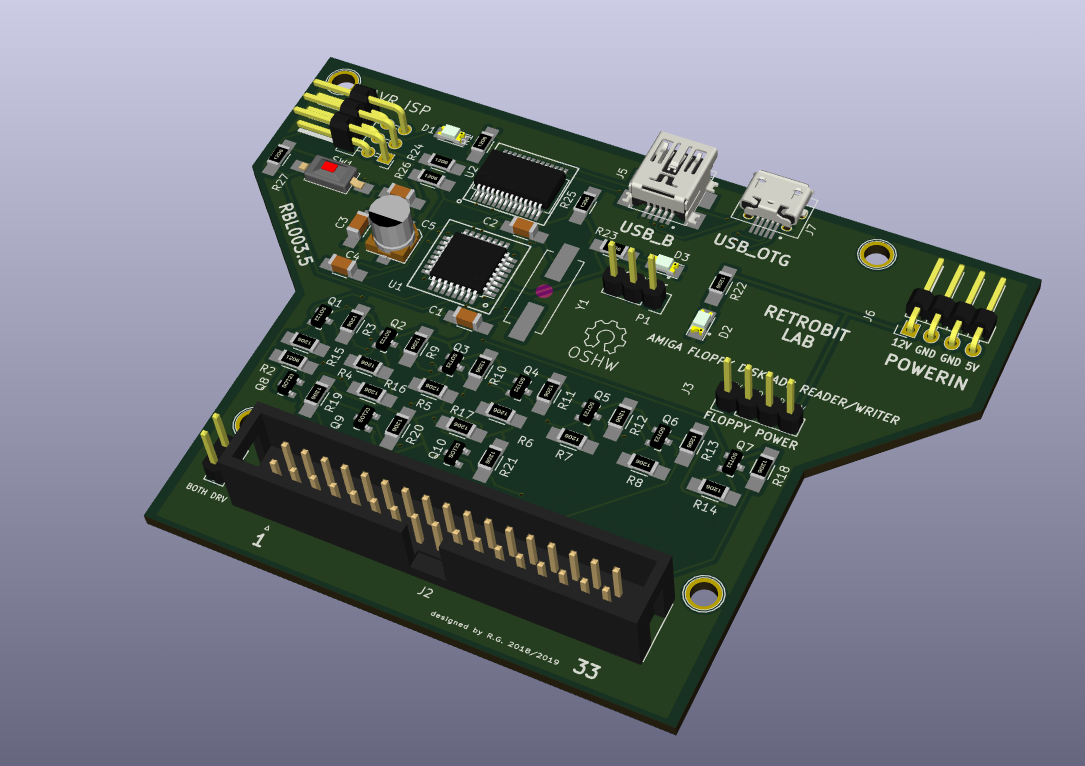 AVR_ISP
D1
R24
R26
U2
SW1
R27
RBL003.5
C3
C5
C4
U1
C2
C1
R25
J5
USB_B
USB_OTG
J7
R23
D3
P1
Y1
R22
D2
OSHW
RETROBIT
LAB
AMIGA FLOPPY DISKADF READER/WRITER
J6
12V GND GND 5V
POWERIN
J3
FLOPPY POWER
Q1
R3
Q2
R9
Q3
R10
Q4
R11
Q5
R12
Q6
R13
Q7
R18
R15
R2
Q8
R19
R4
R16
R5
R17
R6
R7
R8
R14
Q9
R20
Q10
R21
BOTH DRV
1
J2
designed by R.G. 2018/2019
33